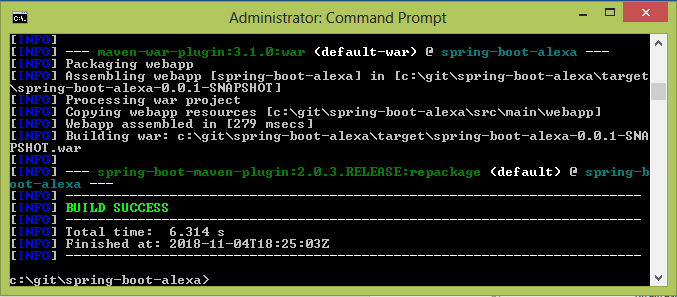 Administrator: Command Prompt
[INFO]
[INFO] --- maven-war-plugin:3.1.0:war (default-war) @ spring-boot-alexa ---
[INFO] Packaging webapp
[INFO] Assembling webapp [spring-boot-alexa] in [c:\git\spring-boot-alexa\target
\spring-boot-alexa-0.0.1-SNAPSHOT]
[INFO] Processing war project
[INFO] Copying webapp resources [c:\git\spring-boot-alexa\src\main\webapp]
[INFO] Webapp assembled in [279 msecs]
[INFO] Building war: c:\git\spring-boot-alexa\target\spring-boot-alexa-0.0.1-SNA
PSHOT.war
[INFO]
[INFO] --- spring-boot-maven-plugin:2.0.3.RELEASE:repackage (default) @ spring-b
oot-alexa ---
[INFO] ------------------------------------------------------------------------
[INFO] BUILD SUCCESS
[INFO] ------------------------------------------------------------------------
[INFO] Total time:  6.314 s
[INFO] Finished at: 2018-11-04T18:25:03Z
[INFO] ------------------------------------------------------------------------
c:\git\spring-boot-alexa>